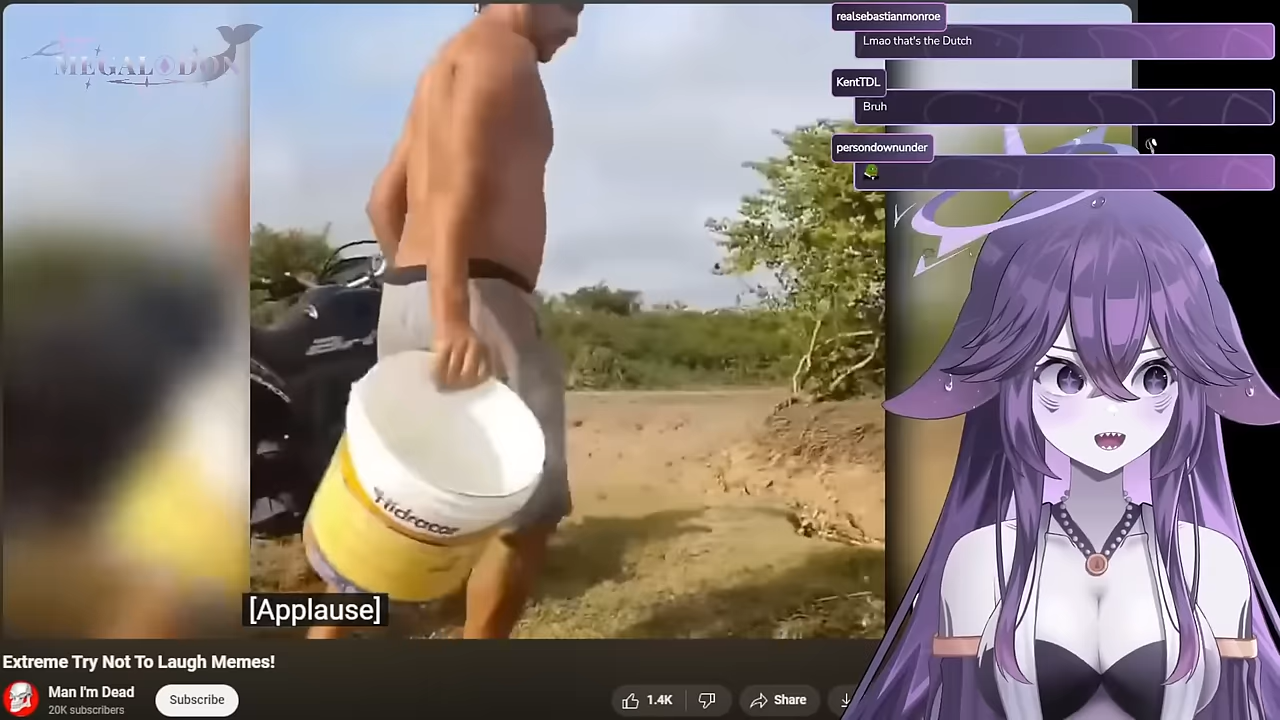 MEGALODON
realsebastianmonroe
Lmao that's the Dutch
KentTDL
Bruh
persondownunder
Hidracor
[Applause]
Extreme Try Not To Laugh Memes!
Man I'm Dead
20K subscribers
Subscribe
1.4K
Share